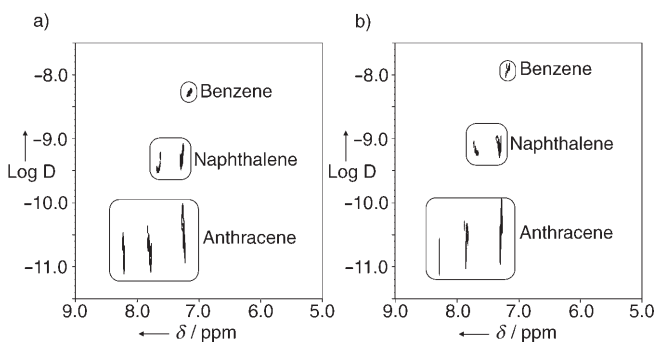 a)
−8.0
−9.0
Log D
−10.0
−11.0
Benzene
Naphthalene
Anthracene
9.0 8.0 7.0 6.0 5.0
← δ / ppm
b)
−8.0
−9.0
Log D
−10.0
−11.0
Benzene
Naphthalene
Anthracene
9.0 8.0 7.0 6.0 5.0
← δ / ppm